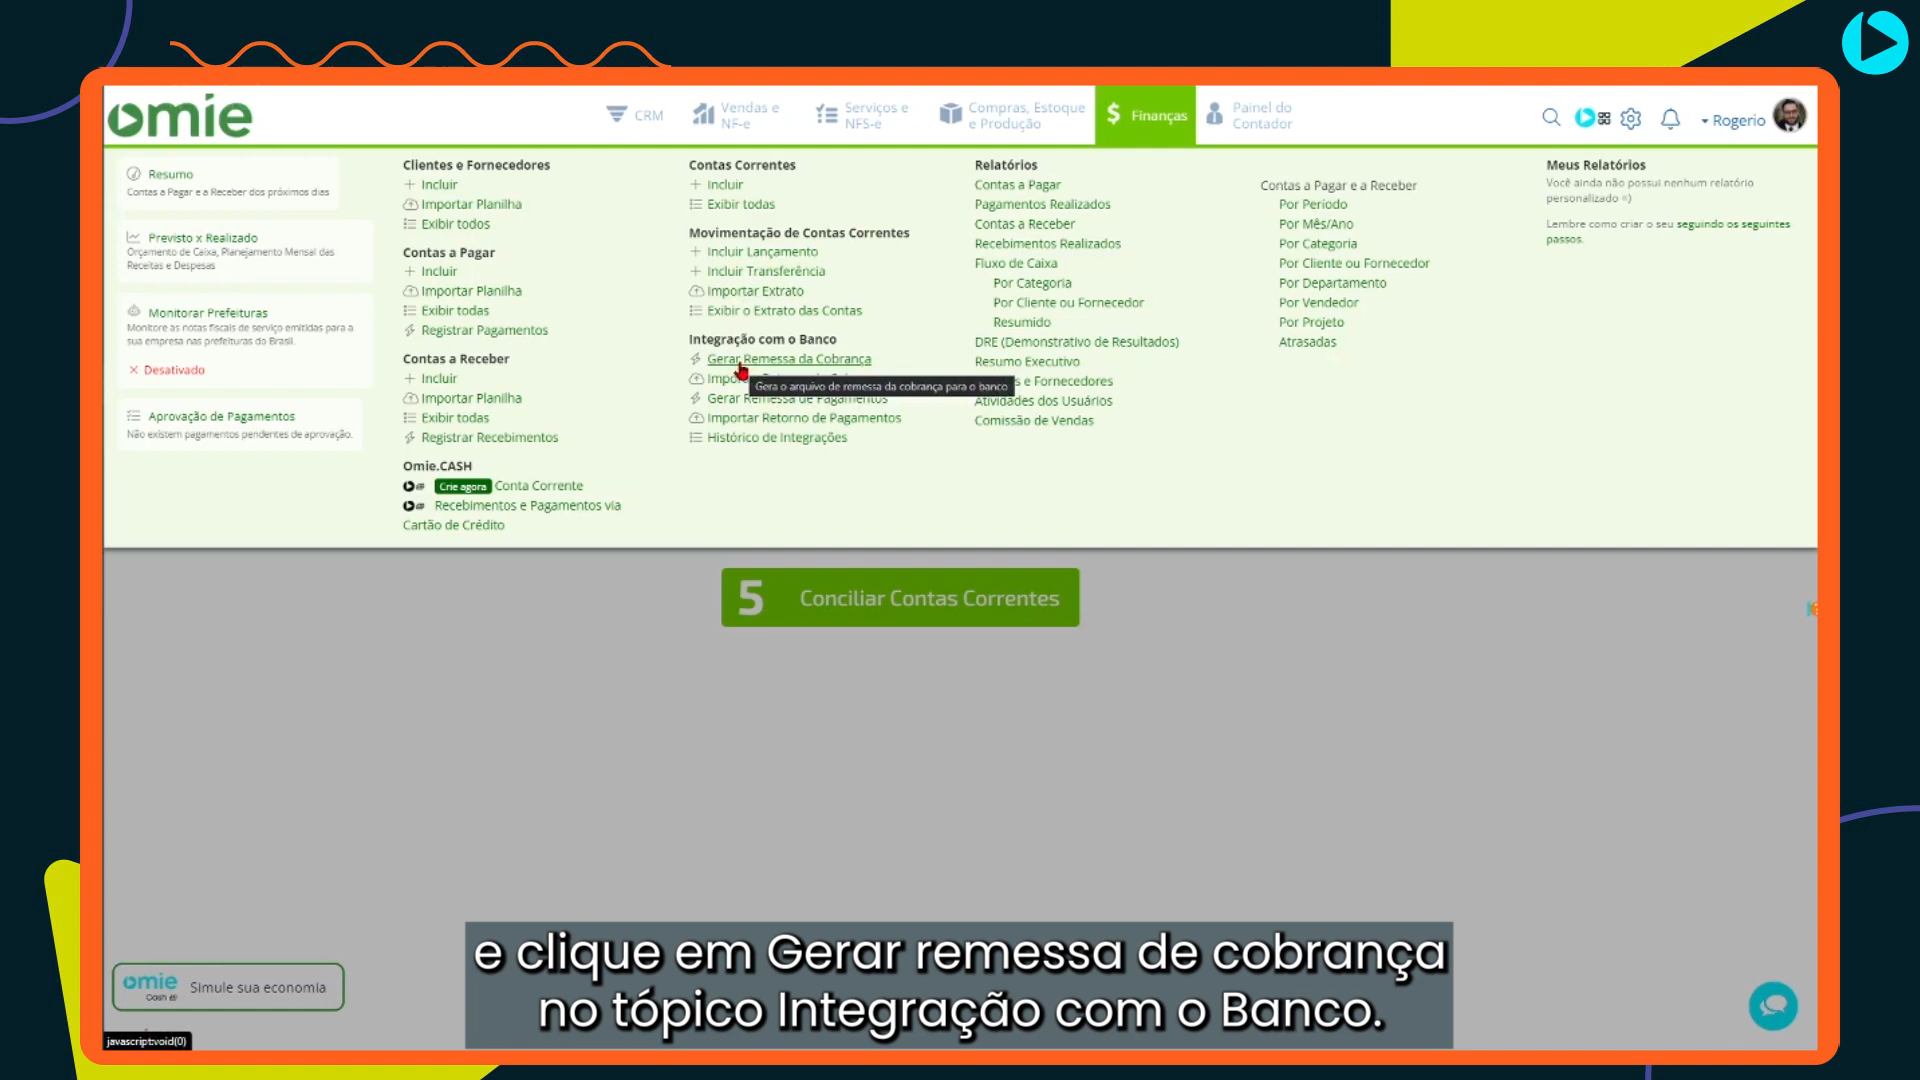 omie
CRM
Vendas e
NF-e
Serviços e
NFS-e
Compras, Estoque
e Produção
$ Finanças
Painel do
Contador
Rogerio
Resumo
Contas a Pagar e a Receber dos próximos dias
Previsto x Realizado
Orçamento de Caixa, Planejamento Mensal das
Receitas e Despesas
Monitorar Prefeituras
Monitore as notas fiscais de serviço emitidas para a
sua empresa nas prefeituras do Brasil.
× Desativado
Aprovação de Pagamentos
Não existem pagamentos pendentes de aprovação.
Clientes e Fornecedores
+ Incluir
Importar Planilha
Exibir todos
Contas a Pagar
+ Incluir
Importar Planilha
Exibir todas
Registrar Pagamentos
Contas a Receber
+ Incluir
Importar Planilha
Exibir todas
Registrar Recebimentos
Omie.CASH
Crie agora Conta Corrente
Recebimentos e Pagamentos via
Cartão de Crédito
Contas Correntes
+ Incluir
Exibir todas
Movimentação de Contas Correntes
+ Incluir Lançamento
+ Incluir Transferência
Importar Extrato
Exibir o Extrato das Contas
Integração com o Banco
Gerar Remessa da Cobrança
Gera o arquivo de remessa da cobrança para o banco
Gerar Remessa de Pagamentos
Importar Retorno de Pagamentos
Histórico de Integrações
Relatórios
Contas a Pagar
Pagamentos Realizados
Contas a Receber
Recebimentos Realizados
Fluxo de Caixa
Por Categoria
Por Cliente ou Fornecedor
Resumido
DRE (Demonstrativo de Resultados)
Resumo Executivo
e Fornecedores
Atividades dos Usuários
Comissão de Vendas
Contas a Pagar e a Receber
Por Período
Por Mês/Ano
Por Categoria
Por Cliente ou Fornecedor
Por Departamento
Por Vendedor
Por Projeto
Atrasadas
Meus Relatórios
Você ainda não possui nenhum relatório
personalizado =)
Lembre como criar o seu seguindo os seguintes
passos.
5 Conciliar Contas Correntes
omie
Cash
Simule sua economia
javascript:void(0)
e clique em Gerar remessa de cobrança
no tópico Integração com o Banco.